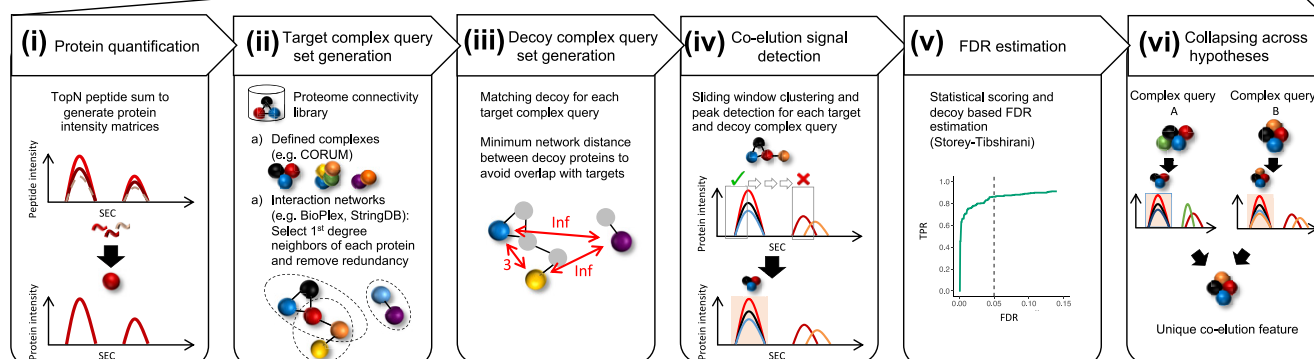 (i) Protein quantification
TopN peptide sum to
generate protein
intensity matrices
Peptide intensity
SEC
Protein intensity
SEC
(ii) Target complex query
set generation
Proteome connectivity
library
a) Defined complexes
(e.g. CORUM)
a) Interaction networks
(e.g. BioPlex, StringDB):
Select 1st degree
neighbors of each protein
and remove redundancy
(iii) Decoy complex query
set generation
Matching decoy for each
target complex query
Minimum network distance
between decoy proteins to
avoid overlap with targets
Inf
3
Inf
(iv) Co-elution signal
detection
Sliding window clustering and
peak detection for each target
and decoy complex query
Protein intensity
SEC
Protein intensity
SEC
(v) FDR estimation
Statistical scoring and
decoy based FDR
estimation
(Storey-Tibshirani)
TPR
1.0
0.8
0.6
0.4
0.2
0.0
0.00
0.05
0.10
0.15
FDR
(vi) Collapsing across
hypotheses
Complex query
A
Complex query
B
Unique co-elution feature